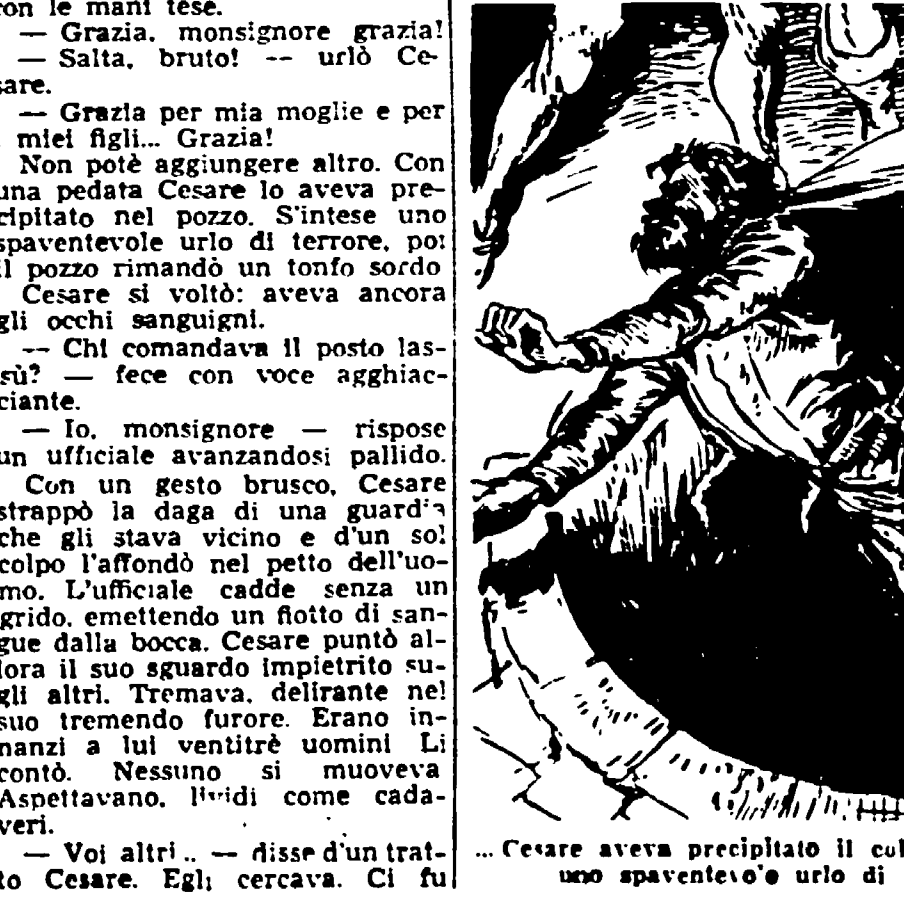 con le mani tese.
— Grazia, monsignore grazia!
— Salta, bruto! -- urlò Ce-
sare.
— Grazia per mia moglie e per
i miei figli... Grazia!
Non potè aggiungere altro. Con
una pedata Cesare lo aveva pre-
cipitato nel pozzo. S'intese uno
spaventevole urlo di terrore, poi
il pozzo rimandò un tonfo sordo
Cesare si voltò: aveva ancora
gli occhi sanguigni.
-- Chi comandava il posto las-
sù? — fece con voce agghiac-
ciante.
— Io, monsignore — rispose
un ufficiale avanzandosi pallido.
Con un gesto brusco, Cesare
strappò la daga di una guardia
che gli stava vicino e d'un sol
colpo l'affondò nel petto dell'uo-
mo. L'ufficiale cadde senza un
grido, emettendo un fiotto di san-
gue dalla bocca. Cesare puntò al-
lora il suo sguardo impietrito su-
gli altri. Tremava, delirante nel
suo tremendo furore. Erano in-
nanzi a lui ventitrè uomini Li
contò. Nessuno si muoveva
Aspettavano, lividi come cada-
veri.
— Voi altri .. — disse d'un trat-
to Cesare. Egli cercava. Ci fu
... Cesare aveva precipitato il col
uno spaventevole urlo di